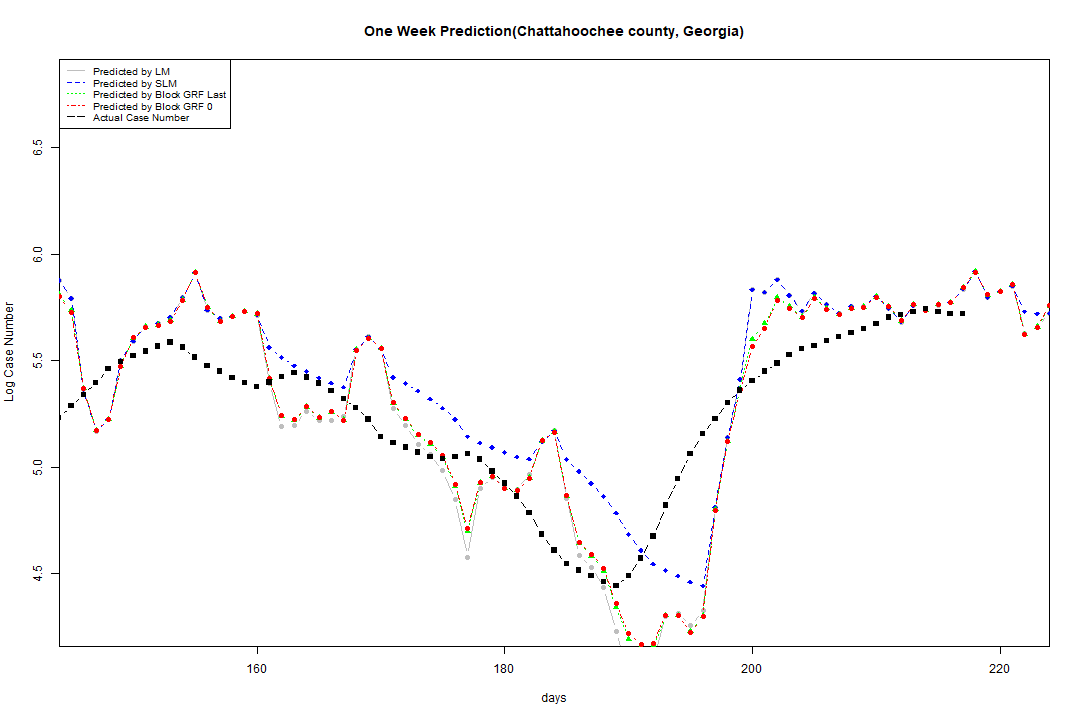 One Week Prediction(Chattahoochee county, Georgia)
Predicted by LM
Predicted by SLM
Predicted by Block GRF Last
Predicted by Block GRF 0
Actual Case Number
6.5
6.0
5.5
5.0
4.5
Log Case Number
160 180 200 220
days